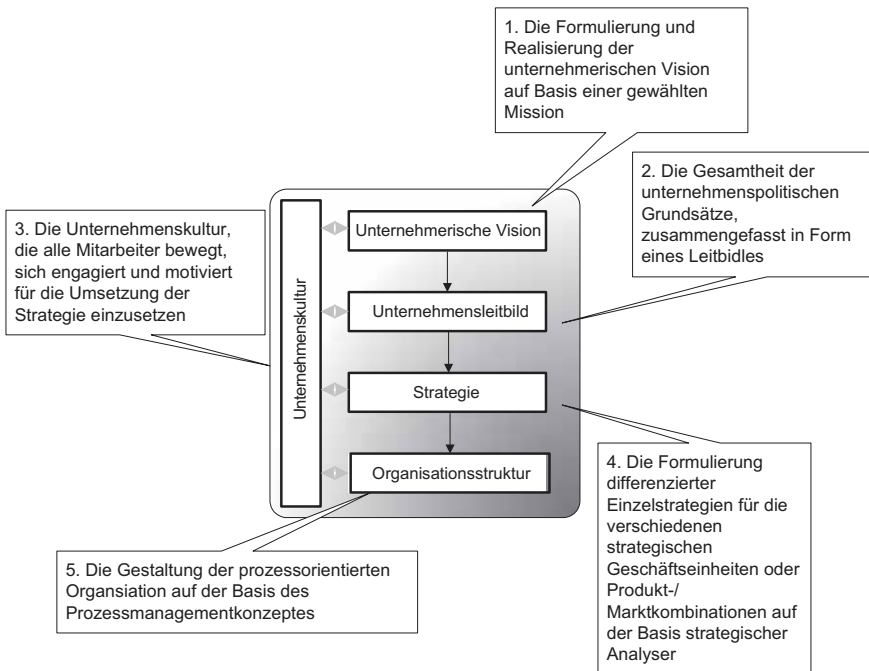 1. Die Formulierung und
Realisierung der
unternehmerischen Vision
auf Basis einer gewählten
Mission
2. Die Gesamtheit der
unternehmenspolitischen
Grundsätze,
zusammengefasst in Form
eines Leitbidles
3. Die Unternehmenskultur,
die alle Mitarbeiter bewegt,
sich engagiert und motiviert
für die Umsetzung der
Strategie einzusetzen
Unternehmenskultur
Unternehmerische Vision
Unternehmensleitbild
Strategie
Organisationsstruktur
4. Die Formulierung
differenzierter
Einzelstrategien für die
verschiedenen
strategischen
Geschäftseinheiten oder
Produkt-/
Marktkombinationen auf
der Basis strategischer
Analyser
5. Die Gestaltung der prozessorientierten
Organsiation auf der Basis des
Prozessmanagementkonzeptes